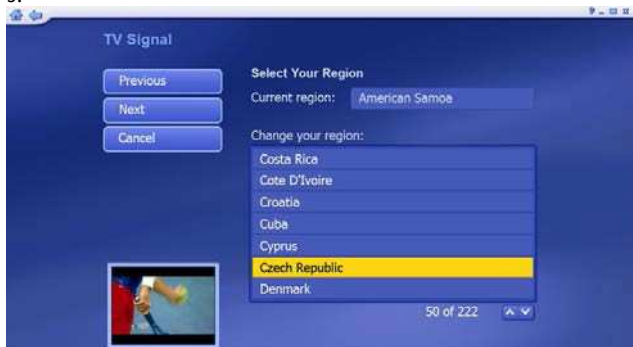 TV Signal
Previous
Next
Cancel
Select Your Region
Current region: American Samoa
Change your region:
Costa Rica
Cote D'Ivoire
Croatia
Cuba
Cyprus
Czech Republic
Denmark
50 of 222